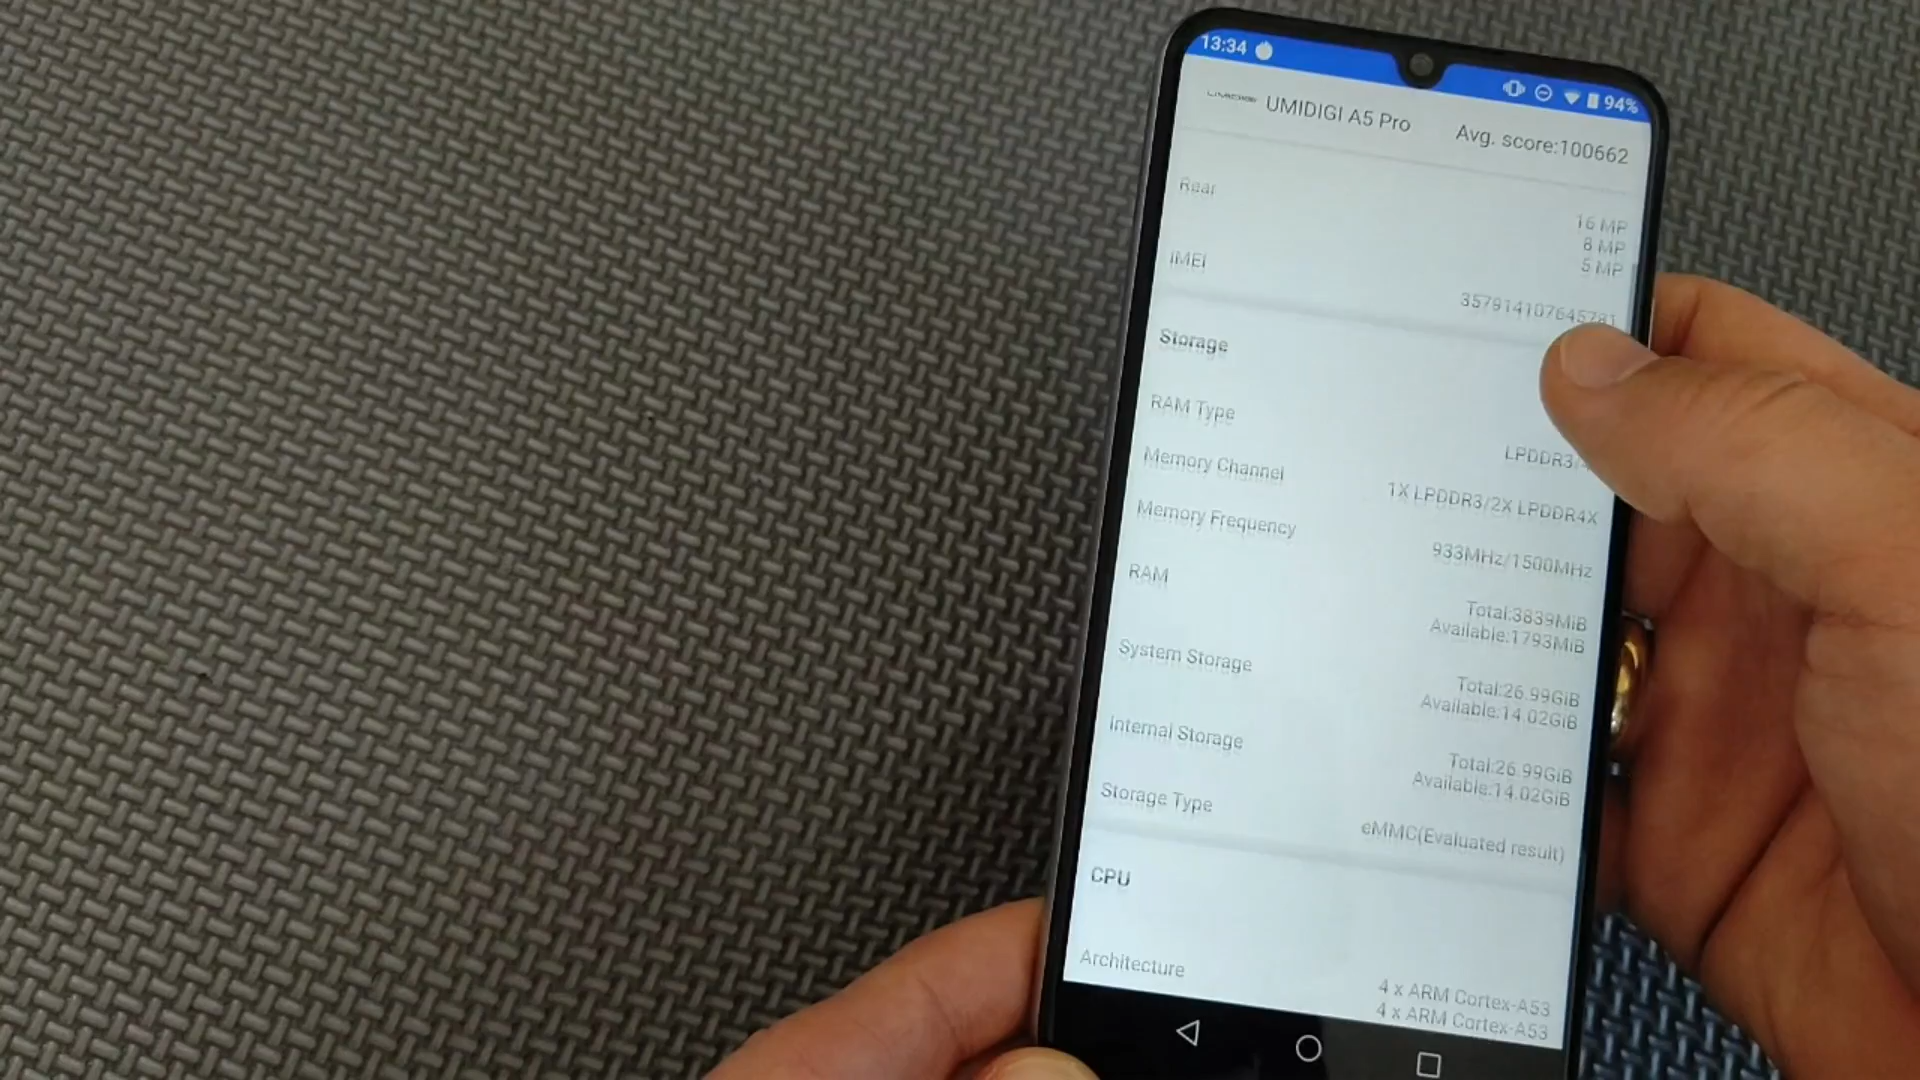 13:34 94%
UMIDIGI A5 Pro Avg. score:100662
Rear
16 MP
8 MP
5 MP
IMEI
357914107645781
Storage
RAM Type
LPDDR3/
Memory Channel
1X LPDDR3/2X LPDDR4X
Memory Frequency
933MHz/1500MHz
RAM
Total:3839MiB
Available:1793MiB
System Storage
Total:26.99GiB
Available:14.02GiB
Internal Storage
Total:26.99GiB
Available:14.02GiB
Storage Type
eMMC(Evaluated result)
CPU
Architecture
4 x ARM Cortex-A53
4 x ARM Cortex-A53